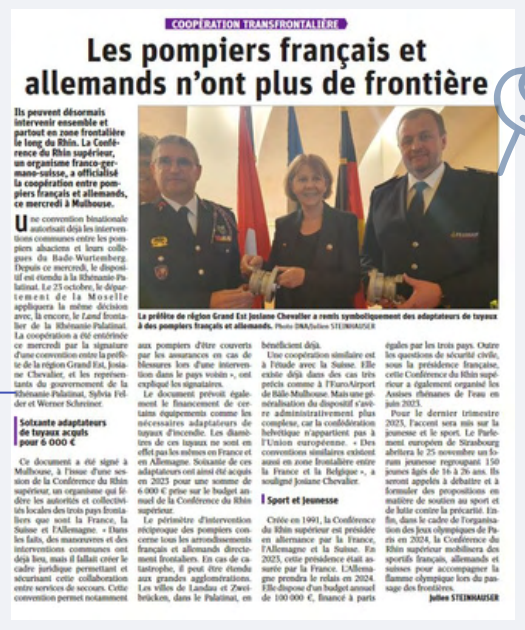 COOPÉRATION TRANSFRONTALIÈRE
Les pompiers français et
allemands n'ont plus de frontière
Ils peuvent désormais
intervenir ensemble et
partout en zone frontalière
le long du Rhin. La Confé-
rence du Rhin supérieur,
un organisme franco-ger-
mano-suisse, a officialisé
la coopération entre pom-
piers français et allemands,
ce mercredi à Mulhouse.
Une convention binationale
autorisait déjà les interven-
tions communes entre les pom-
piers alsaciens et leurs collè-
gues du Bade-Wurtemberg.
Depuis ce mercredi, le disposi-
tif est étendu à la Rhénanie-Pa-
latinat. Le 23 octobre, le dépar-
tement de la Moselle
appliquera la même décision
avec, là encore, le Land fronta-
lier de la Rhénanie-Palatinat.
La coopération a été entérinée
ce mercredi par la signature
d'une convention entre la préfè-
te de la région Grand Est, Josia-
ne Chevalier, et les représen-
tants du gouvernement de la
Rhénanie-Palatinat, Sylvia Fel-
der et Werner Schreiner.
Soixante adaptateurs
de tuyaux acquis
pour 6 000 €
Ce document a été signé à
Mulhouse, à l'issue d'une ses-
sion de la Conférence du Rhin
supérieur, un organisme qui fé-
dère les autorités et collectivi-
tés locales des trois pays fronta-
liers que sont la France, la
Suisse et l'Allemagne. « Dans
les faits, des manœuvres et des
interventions communes ont
déjà lieu, mais il fallait créer le
cadre juridique permettant et
sécurisant cette collaboration
entre services de secours. Cette
convention permet notamment
La préfète de région Grand Est Josiane Chevalier a remis symboliquement des adaptateurs de tuyaux
à des pompiers français et allemands. Photo DNA/Julien STEINHAUSER
aux pompiers d'être couverts
par les assurances en cas de
blessures lors d'une interven-
tion dans le pays voisin », ont
expliqué les signataires.
Le document prévoit égale-
ment le financement de cer-
tains équipements comme les
nécessaires adaptateurs de
tuyaux d'incendie. Les diamè-
tres de ces tuyaux ne sont en
effet pas les mêmes en France et
en Allemagne. Soixante de ces
adaptateurs ont ainsi été acquis
en 2023 pour une somme de
6 000 € prise sur le budget an-
nuel de la Conférence du Rhin
supérieur.
Le périmètre d'intervention
réciproque des pompiers con-
cerne tous les arrondissements
français et allemands directe-
ment frontaliers. En cas de ca-
tastrophe, il peut être étendu
aux grandes agglomérations.
Les villes de Landau et Zwei-
brücken, dans le Palatinat, en
bénéficient déjà.
Une coopération similaire est
à l'étude avec la Suisse. Elle
existe déjà dans des cas très
précis comme à l'EuroAirport
de Bâle-Mulhouse. Mais une gé-
néralisation du dispositif s'avè-
re administrativement plus
complexe, car la confédération
helvétique n'appartient pas à
l'Union européenne. « Des
conventions similaires existent
aussi en zone frontalière entre
la France et la Belgique », a
souligné Josiane Chevalier.
Sport et jeunesse
Créée en 1991, la Conférence
du Rhin supérieur est présidée
en alternance par la France,
l'Allemagne et la Suisse. En
2023, cette présidence était as-
surée par la France. L'Allema-
gne prendra le relais en 2024.
Elle dispose d'un budget annuel
de 100 000 €, financé à parts
égales par les trois pays. Outre
les questions de sécurité civile,
sous la présidence française,
cette Conférence du Rhin supé-
rieur a également organisé les
Assises rhénanes de l'eau en
juin 2023.
Pour le dernier trimestre
2023, l'accent sera mis sur la
jeunesse et le sport. Le Parle-
ment européen de Strasbourg
abritera le 25 novembre un fo-
rum jeunesse regroupant 150
jeunes âgés de 16 à 26 ans. Ils
seront appelés à débattre et à
formuler des propositions en
matière de soutien au sport et
de lutte contre la précarité. En-
fin, dans le cadre de l'organisa-
tion des Jeux olympiques de Pa-
ris en 2024, la Conférence du
Rhin supérieur mobilisera des
sportifs français, allemands et
suisses pour accompagner la
flamme olympique lors du pas-
sage des frontières.
Julien STEINHAUSER